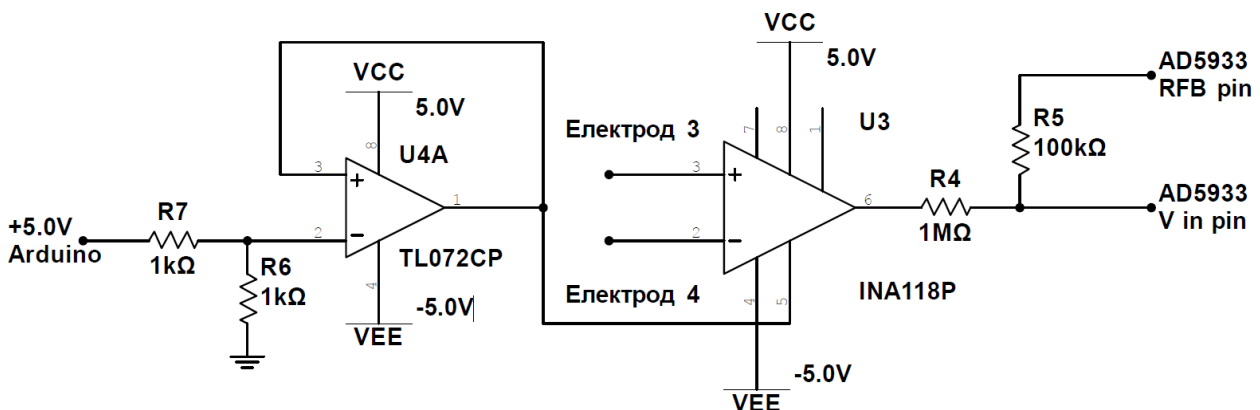 VCC
5.0V
8
U4A
3
+
1
2
−
TL072CP
4
-5.0V
VEE
+5.0V
Arduino
R7
1kΩ
R6
1kΩ
VCC
5.0V
7
8
1
U3
Електрод 3
3
+
6
2
−
Електрод 4
INA118P
4
5
-5.0V
VEE
R4
1MΩ
R5
100kΩ
AD5933
RFB pin
AD5933
V in pin